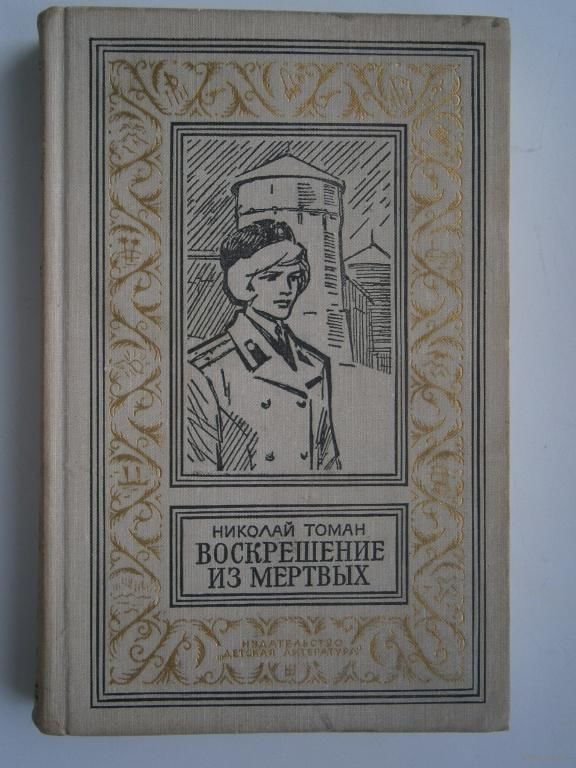 НИКОЛАЙ ТОМАН
ВОСКРЕШЕНИЕ
ИЗ МЕРТВЫХ
ИЗДАТЕЛЬСТВО
„ДЕТСКАЯ ЛИТЕРАТУРА"